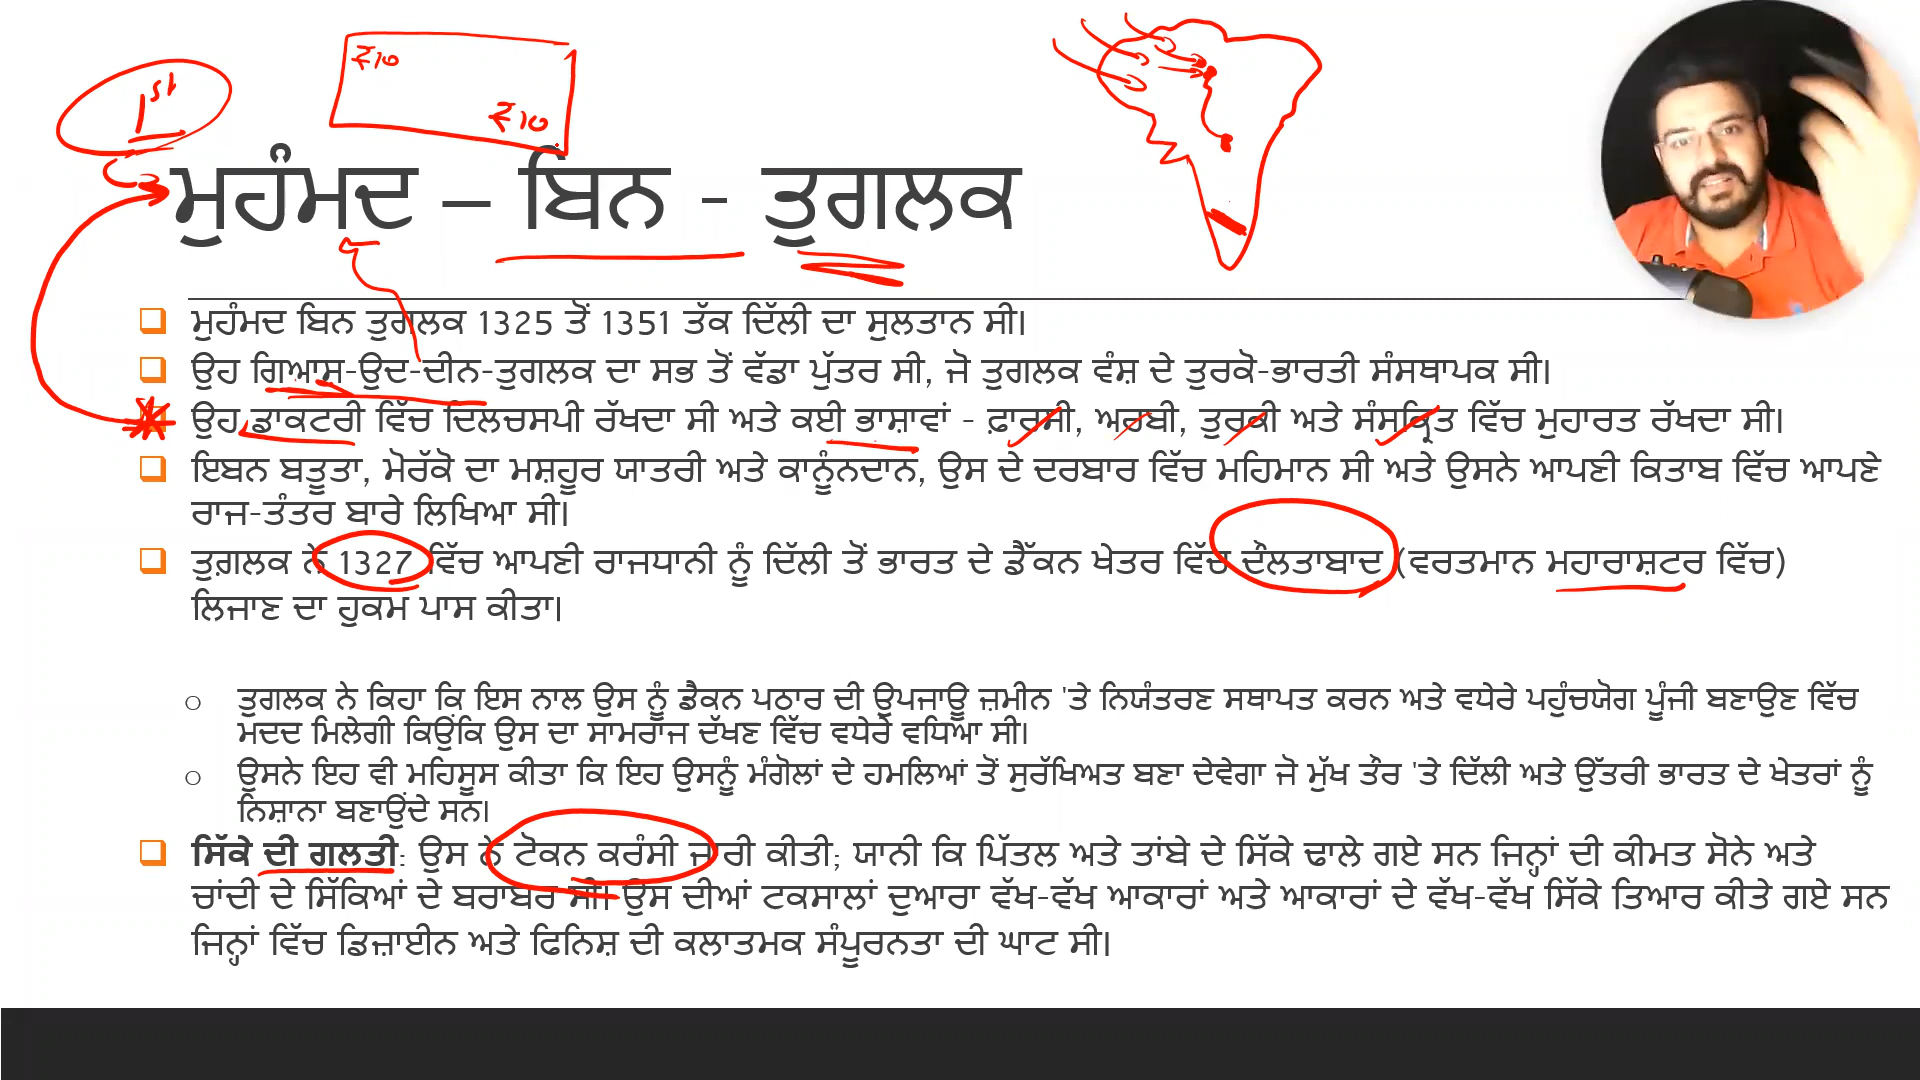 ₹10
₹10
1st
ਮੁਹੰਮਦ – ਬਿਨ - ਤੁਗਲਕ
ਮੁਹੰਮਦ ਬਿਨ ਤੁਗਲਕ 1325 ਤੋਂ 1351 ਤੱਕ ਦਿੱਲੀ ਦਾ ਸੁਲਤਾਨ ਸੀ।
ਉਹ ਗਿਆਸ-ਉਦ-ਦੀਨ-ਤੁਗਲਕ ਦਾ ਸਭ ਤੋਂ ਵੱਡਾ ਪੁੱਤਰ ਸੀ, ਜੋ ਤੁਗਲਕ ਵੰਸ਼ ਦੇ ਤੁਰਕੋ-ਭਾਰਤੀ ਸੰਸਥਾਪਕ ਸੀ।
ਉਹ ਡਾਕਟਰੀ ਵਿੱਚ ਦਿਲਚਸਪੀ ਰੱਖਦਾ ਸੀ ਅਤੇ ਕਈ ਭਾਸ਼ਾਵਾਂ - ਫ਼ਾਰਸੀ, ਅਰਬੀ, ਤੁਰਕੀ ਅਤੇ ਸੰਸਕ੍ਰਿਤ ਵਿੱਚ ਮੁਹਾਰਤ ਰੱਖਦਾ ਸੀ।
ਇਬਨ ਬਤੂਤਾ, ਮੋਰੱਕੋ ਦਾ ਮਸ਼ਹੂਰ ਯਾਤਰੀ ਅਤੇ ਕਾਨੂੰਨਦਾਨ, ਉਸ ਦੇ ਦਰਬਾਰ ਵਿੱਚ ਮਹਿਮਾਨ ਸੀ ਅਤੇ ਉਸਨੇ ਆਪਣੀ ਕਿਤਾਬ ਵਿੱਚ ਆਪਣੇ
ਰਾਜ-ਤੰਤਰ ਬਾਰੇ ਲਿਖਿਆ ਸੀ।
ਤੁਗ਼ਲਕ ਨੇ 1327 ਵਿੱਚ ਆਪਣੀ ਰਾਜਧਾਨੀ ਨੂੰ ਦਿੱਲੀ ਤੋਂ ਭਾਰਤ ਦੇ ਡੈੱਕਨ ਖੇਤਰ ਵਿੱਚ ਦੌਲਤਾਬਾਦ (ਵਰਤਮਾਨ ਮਹਾਰਾਸ਼ਟਰ ਵਿੱਚ)
ਲਿਜਾਣ ਦਾ ਹੁਕਮ ਪਾਸ ਕੀਤਾ।
ਤੁਗਲਕ ਨੇ ਕਿਹਾ ਕਿ ਇਸ ਨਾਲ ਉਸ ਨੂੰ ਡੈਕਨ ਪਠਾਰ ਦੀ ਉਪਜਾਊ ਜ਼ਮੀਨ 'ਤੇ ਨਿਯੰਤਰਣ ਸਥਾਪਤ ਕਰਨ ਅਤੇ ਵਧੇਰੇ ਪਹੁੰਚਯੋਗ ਪੂੰਜੀ ਬਣਾਉਣ ਵਿੱਚ
ਮਦਦ ਮਿਲੇਗੀ ਕਿਉਂਕਿ ਉਸ ਦਾ ਸਾਮਰਾਜ ਦੱਖਣ ਵਿੱਚ ਵਧੇਰੇ ਵਧਿਆ ਸੀ।
ਉਸਨੇ ਇਹ ਵੀ ਮਹਿਸੂਸ ਕੀਤਾ ਕਿ ਇਹ ਉਸਨੂੰ ਮੰਗੋਲਾਂ ਦੇ ਹਮਲਿਆਂ ਤੋਂ ਸੁਰੱਖਿਅਤ ਬਣਾ ਦੇਵੇਗਾ ਜੋ ਮੁੱਖ ਤੌਰ 'ਤੇ ਦਿੱਲੀ ਅਤੇ ਉੱਤਰੀ ਭਾਰਤ ਦੇ ਖੇਤਰਾਂ ਨੂੰ
ਨਿਸ਼ਾਨਾ ਬਣਾਉਂਦੇ ਸਨ।
ਸਿੱਕੇ ਦੀ ਗਲਤੀ: ਉਸ ਨੇ ਟੋਕਨ ਕਰੰਸੀ ਜਾਰੀ ਕੀਤੀ; ਯਾਨੀ ਕਿ ਪਿੱਤਲ ਅਤੇ ਤਾਂਬੇ ਦੇ ਸਿੱਕੇ ਢਾਲੇ ਗਏ ਸਨ ਜਿਨ੍ਹਾਂ ਦੀ ਕੀਮਤ ਸੋਨੇ ਅਤੇ
ਚਾਂਦੀ ਦੇ ਸਿੱਕਿਆਂ ਦੇ ਬਰਾਬਰ ਸੀ। ਉਸ ਦੀਆਂ ਟਕਸਾਲਾਂ ਦੁਆਰਾ ਵੱਖ-ਵੱਖ ਆਕਾਰਾਂ ਅਤੇ ਆਕਾਰਾਂ ਦੇ ਵੱਖ-ਵੱਖ ਸਿੱਕੇ ਤਿਆਰ ਕੀਤੇ ਗਏ ਸਨ
ਜਿਨ੍ਹਾਂ ਵਿੱਚ ਡਿਜ਼ਾਈਨ ਅਤੇ ਫਿਨਿਸ਼ ਦੀ ਕਲਾਤਮਕ ਸੰਪੂਰਨਤਾ ਦੀ ਘਾਟ ਸੀ।